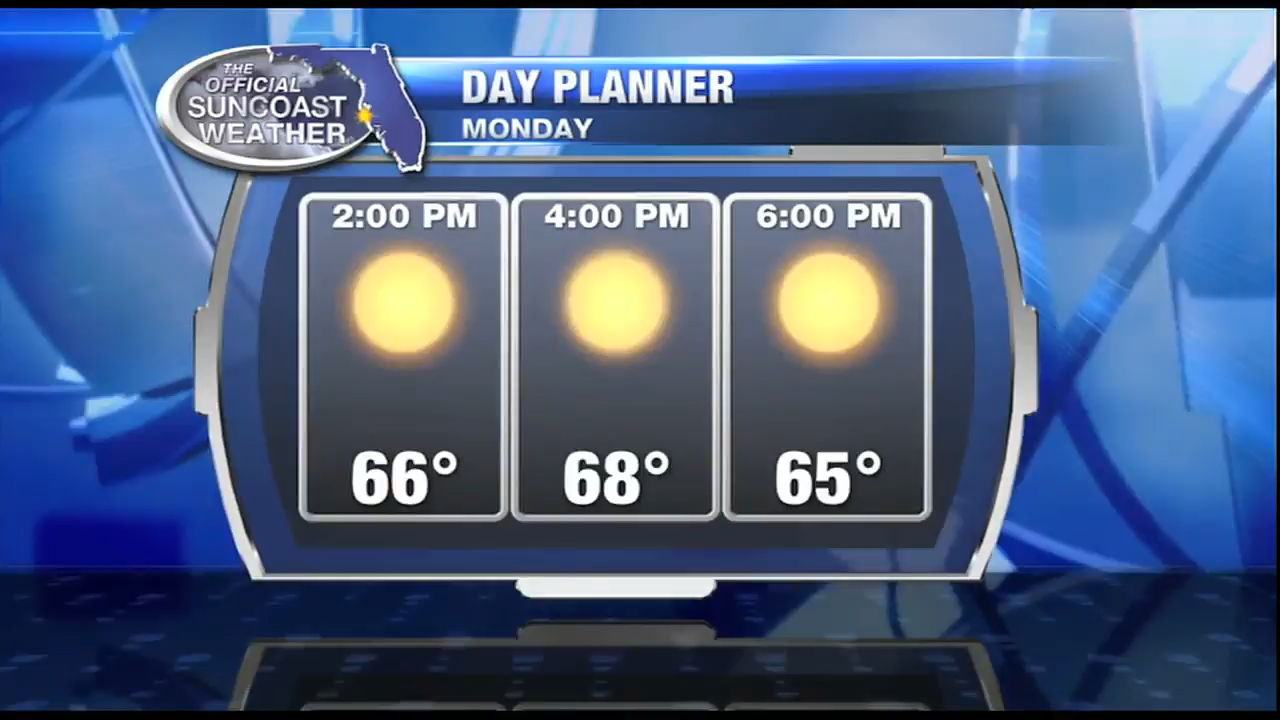 THE
OFFICIAL
SUNCOAST
WEATHER
DAY PLANNER
MONDAY
2:00 PM
4:00 PM
6:00 PM
66°
68°
65°